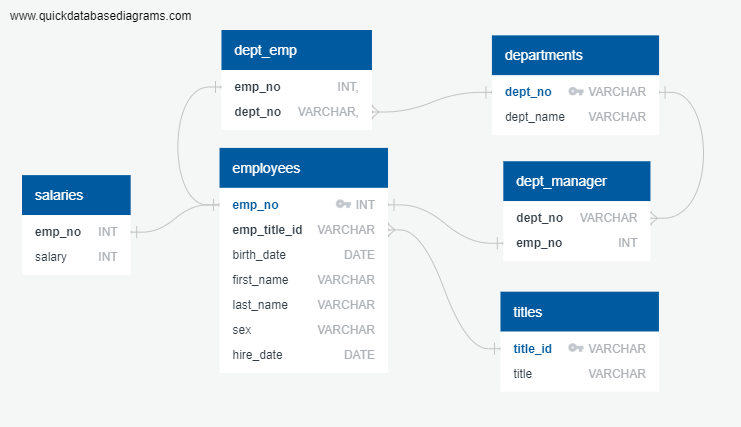 www.quickdatabasediagrams.com
dept_emp
emp_no INT,
dept_no VARCHAR,
departments
dept_no VARCHAR
dept_name VARCHAR
employees
emp_no INT
emp_title_id VARCHAR
birth_date DATE
first_name VARCHAR
last_name VARCHAR
sex VARCHAR
hire_date DATE
salaries
emp_no INT
salary INT
dept_manager
dept_no VARCHAR
emp_no INT
titles
title_id VARCHAR
title VARCHAR